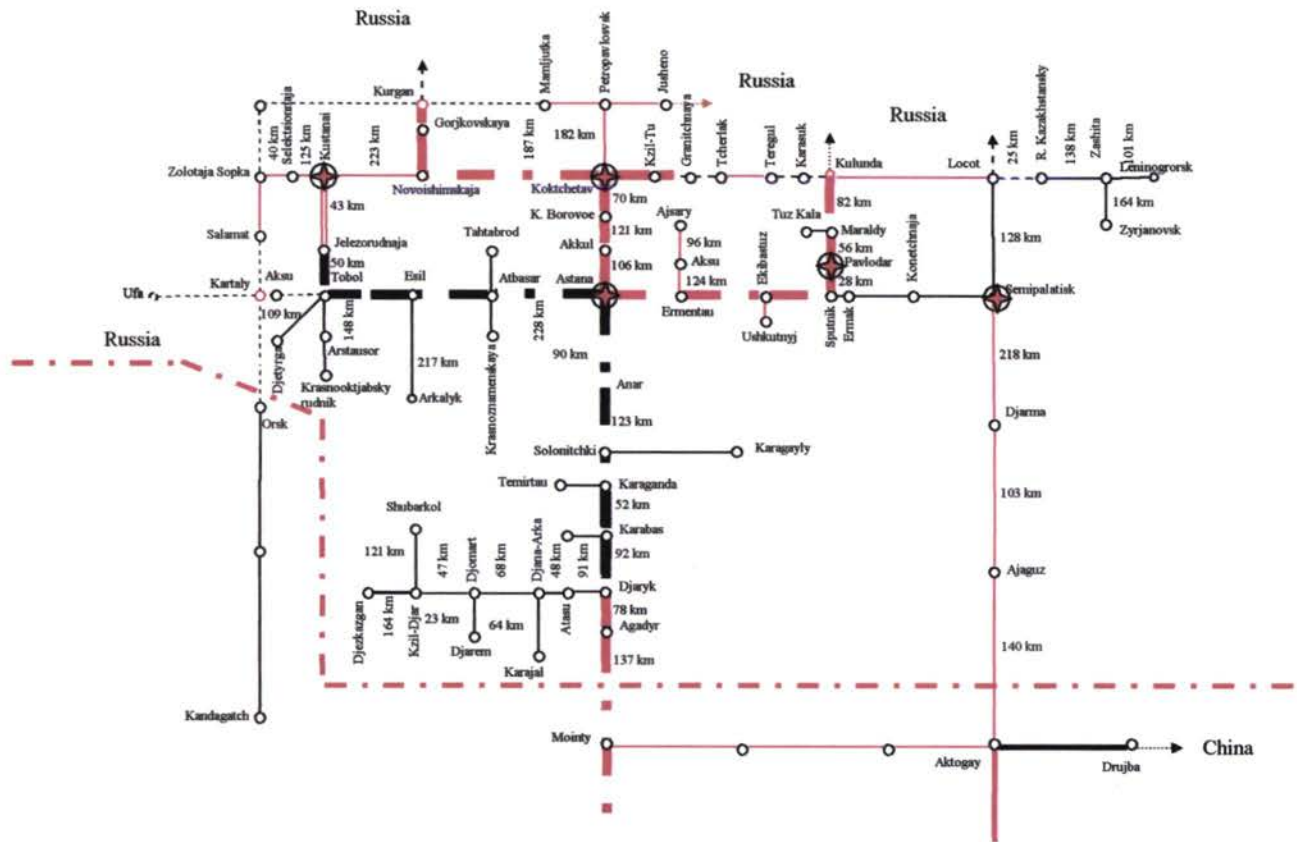 Russia
Mamljutka
Petropavlosvsk
Jusheno
Russia
Kurgan
Gorjkovskaya
Russia
40 km
Selektsionnaja
125 km
Kustanai
223 km
187 km
182 km
Kzil-Tu
Granitchnaya
Tcherlak
Teregul
Karasuk
Kulunda
Locot
25 km
R. Kazakhstansky
138 km
Zashita
101 km
Leninogrorsk
Zolotaja Sopka
Novoishimskaja
Koktchetav
43 km
70 km
82 km
164 km
K. Borovoe
Ajsary
Tuz Kala
Maraldy
Zyrjanovsk
Salamat
Tahtabrod
121 km
96 km
56 km
128 km
Jelezorudnaja
Akkul
Aksu
Ekibastuz
Pavlodar
Konetchnaja
50 km
106 km
124 km
28 km
Kartaly
Aksu
Tobol
Esil
Atbasar
Astana
Semipalatisk
Ufa
109 km
Ermentau
Ushkutnyj
Sputnik
Ermak
Russia
Djetyrga
148 km
Arstausor
217 km
Krasnoznamenskaya
228 km
90 km
218 km
Krasnooktjabsky
rudnik
Arkalyk
Anar
Orsk
123 km
Djarma
Solonitchki
Karagayly
Temirtau
Karaganda
Shubarkol
52 km
103 km
Karabas
121 km
47 km
Djomart
68 km
Djana-Arka
48 km
91 km
92 km
Ajaguz
Djaryk
Djezkazgan
164 km
Kzil-Djar
23 km
64 km
Atasu
78 km
Djarem
Agadyr
Karajal
137 km
140 km
Kandagatch
Mointy
Aktogay
Drujba
China